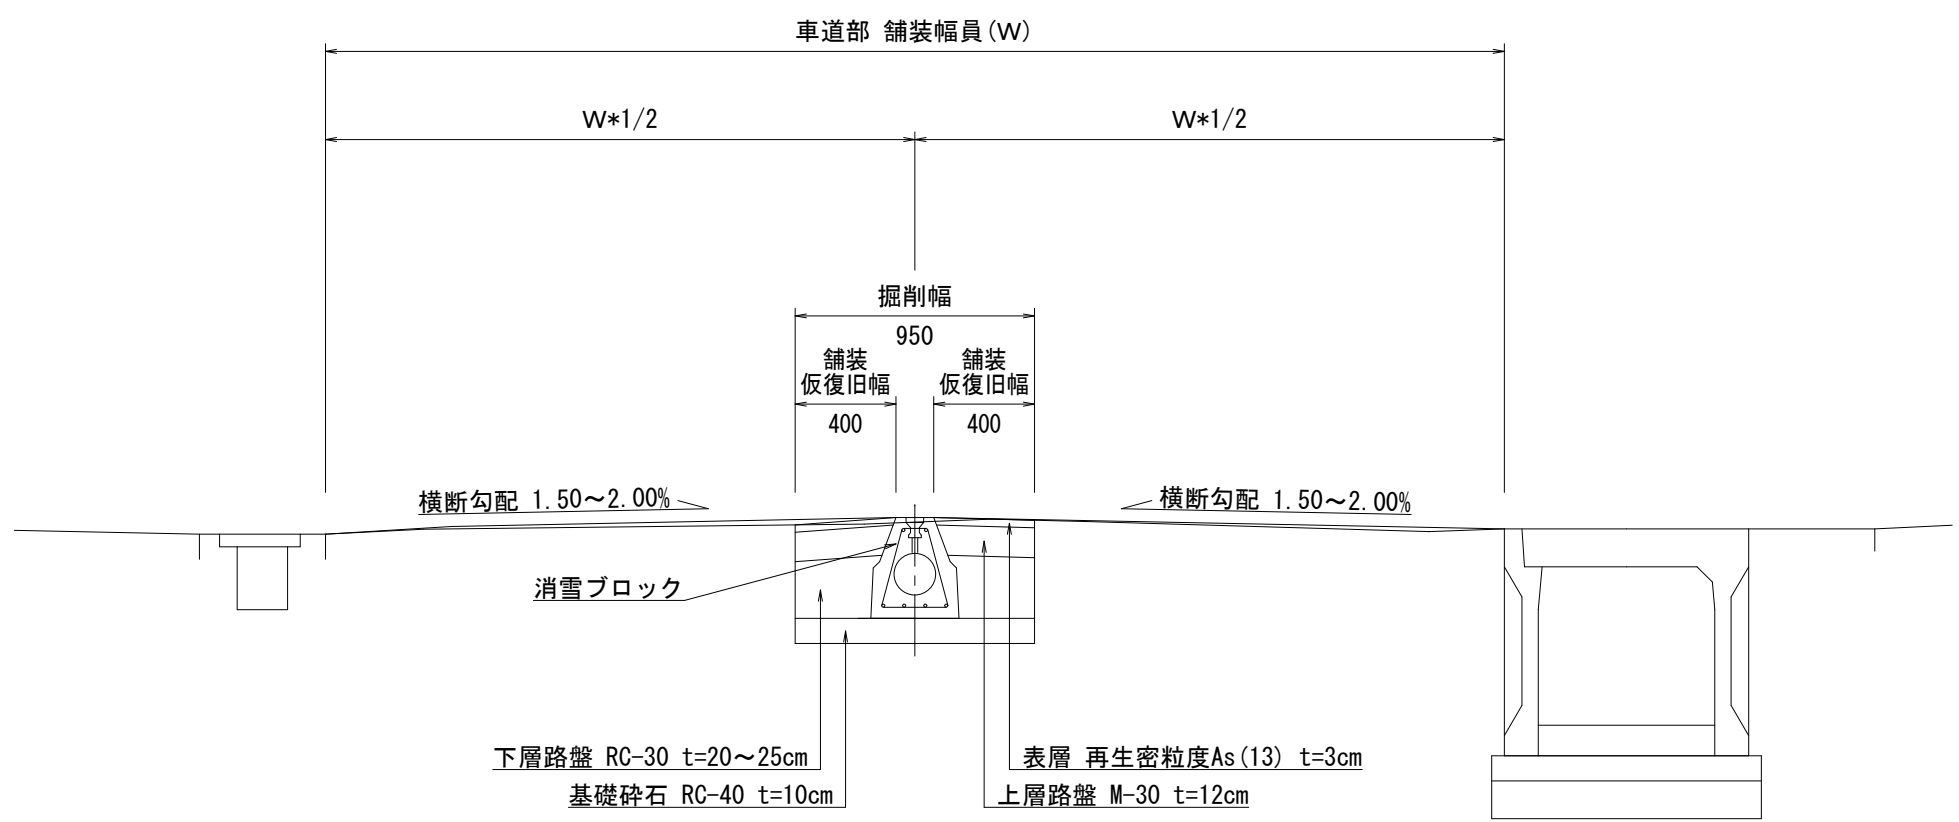 車道部 舗装幅員(W)
W*1/2
W*1/2
掘削幅
950
舗装
仮復旧幅
400
舗装
仮復旧幅
400
横断勾配 1.50～2.00%
横断勾配 1.50～2.00%
消雪ブロック
下層路盤 RC-30 t=20～25cm
表層 再生密粒度As(13) t=3cm
基礎砕石 RC-40 t=10cm
上層路盤 M-30 t=12cm